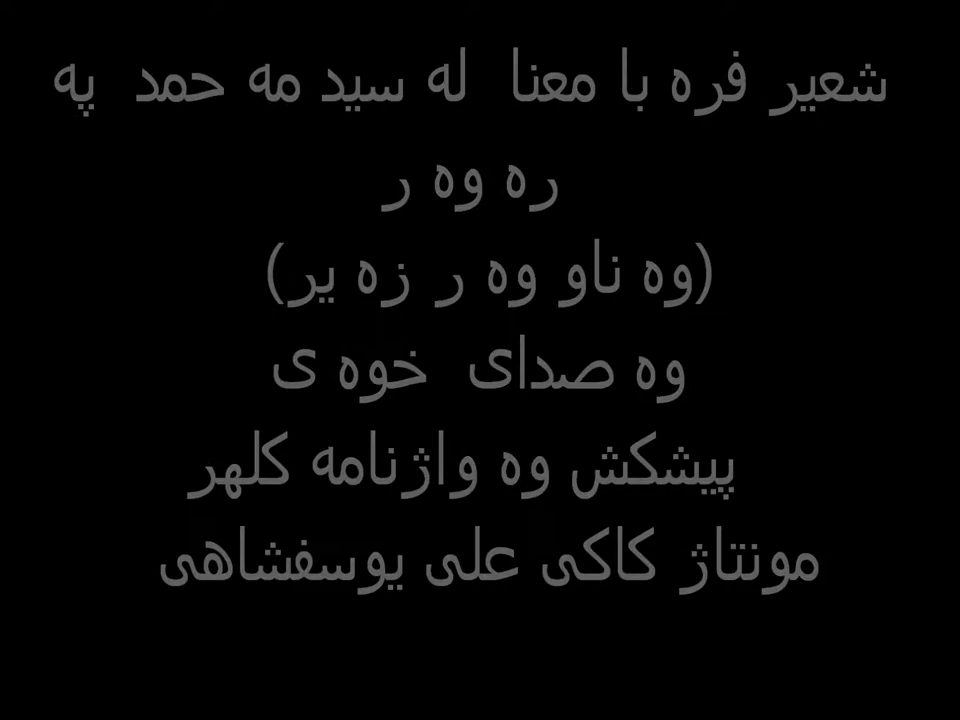 شعیر فره با معنا له سید مه حمد په
ره وه ر
(وه ناو وه ر زه یر)
وه صدای خوه ی
پیشکش وه واژنامه کلهر
مونتاژ کاکی علی یوسفشاهی